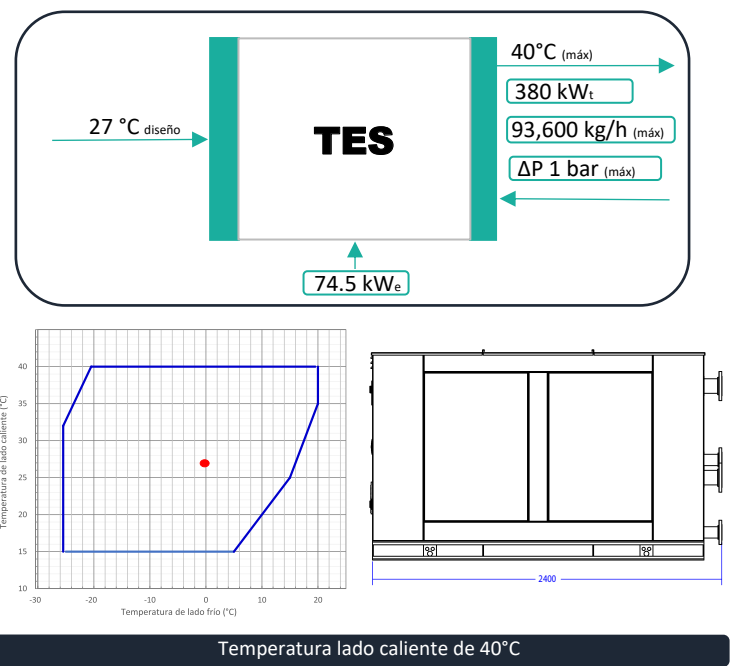 40°C (máx)
380 kWt
27 °C diseño
TES
93,600 kg/h (máx)
ΔP 1 bar (máx)
74.5 kWe
Temperatura de lado caliente (°C)
40
35
30
25
20
15
10
-30 -20 -10 0 10 20
Temperatura de lado frío (°C)
2400
Temperatura lado caliente de 40°C